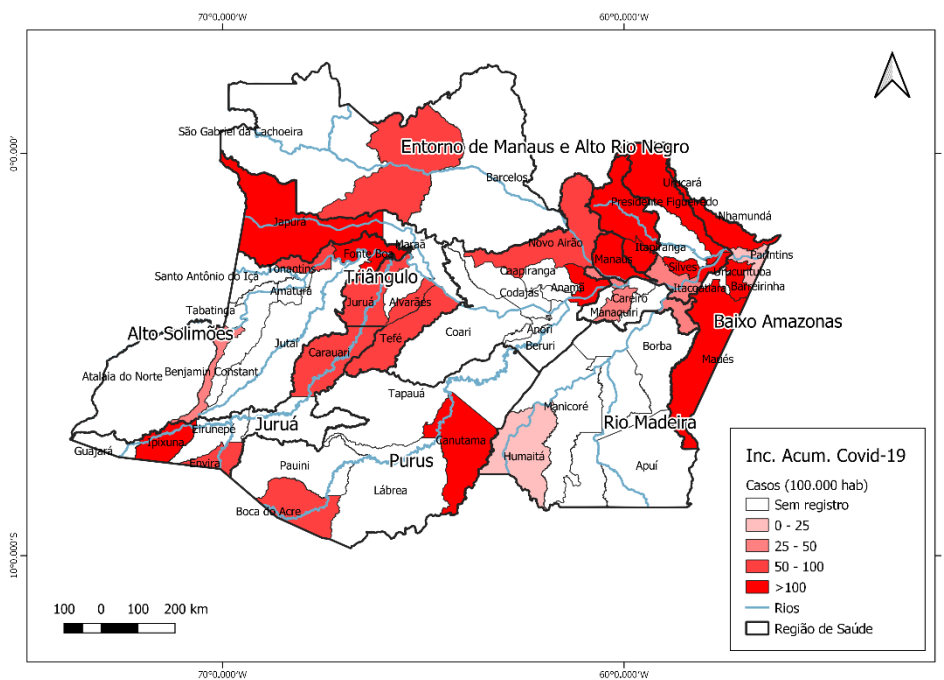 70°0.000'W
60°0.000'W
0°0.000'
10°0.000'S
São Gabriel da Cachoeira
Entorno de Manaus e Alto Rio Negro
Barcelos
Urucará
Presidente Figueiredo
Nhamundá
Japurá
Maraã
Novo Airão
Itapiranga
Parintins
Fonte Boa
Manaus
Santo Antônio do Içá
Tonantins
Caapiranga
Silves
Urucurituba
Triângulo
Amaturá
Codajás
Anamã
Itacoatiara
Barreirinha
Tabatinga
Juruá
Alvarães
Careiro
Manaquiri
Baixo Amazonas
Alto Solimões
Jutaí
Tefé
Coari
Anori
Beruri
Borba
Maués
Carauari
Atalaia do Norte
Benjamin Constant
Tapauá
Manicoré
Rio Madeira
Eirunepé
Juruá
Ipixuna
Guajará
Canutama
Envira
Pauini
Purus
Humaitá
Apuí
Lábrea
Boca do Acre
Inc. Acum. Covid-19
Casos (100.000 hab)
Sem registro
0 - 25
25 - 50
50 - 100
>100
Rios
Região de Saúde
100 0 100 200 km
70°0.000'W
60°0.000'W